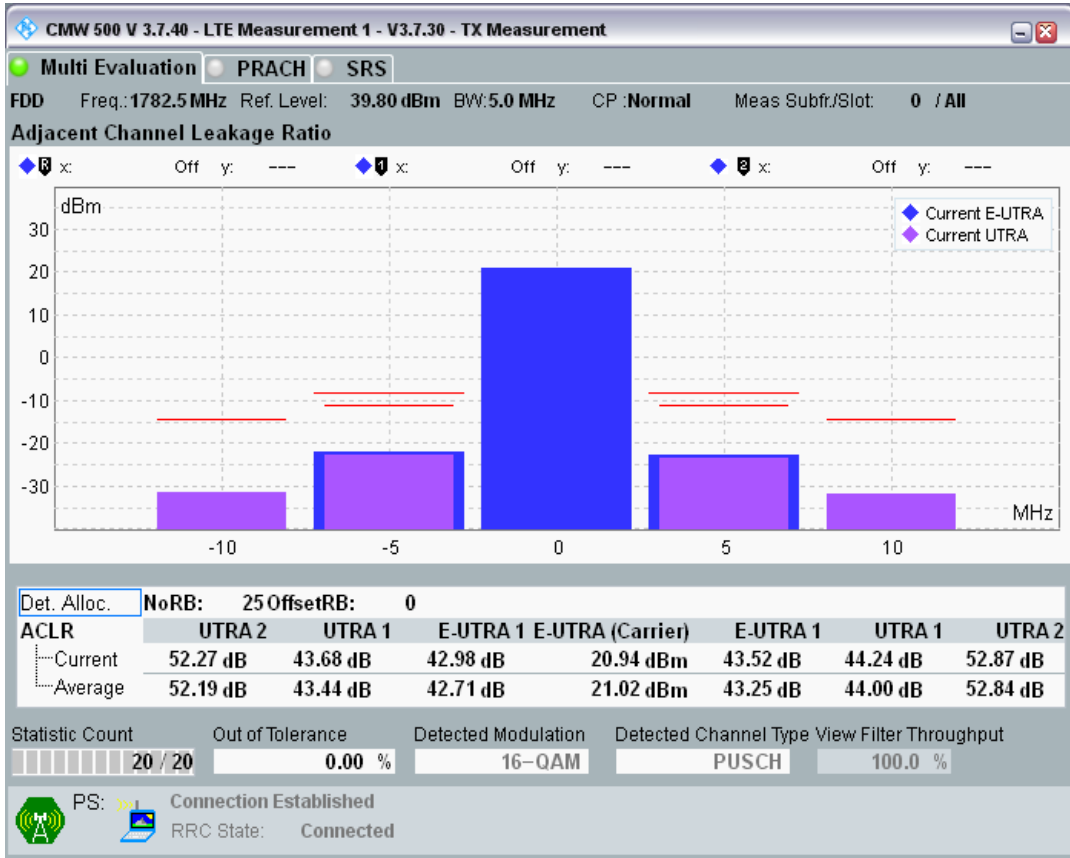 CMW 500 V 3.7.40 - LTE Measurement 1 - V3.7.30 - TX Measurement
Multi Evaluation PRACH SRS
FDD Freq.:1782.5 MHz Ref. Level: 39.80 dBm BW:5.0 MHz CP :Normal Meas Subfr./Slot: 0 / All
Adjacent Channel Leakage Ratio
R x: Off y: --- 1 x: Off y: --- 2 x: Off y: ---
dBm
Current E-UTRA
Current UTRA
30
20
10
0
-10
-20
-30
MHz
-10 -5 0 5 10
Det. Alloc. NoRB: 25 OffsetRB: 0
ACLR UTRA 2 UTRA 1 E-UTRA 1 E-UTRA (Carrier) E-UTRA 1 UTRA 1 UTRA 2
Current 52.27 dB 43.68 dB 42.98 dB 20.94 dBm 43.52 dB 44.24 dB 52.87 dB
Average 52.19 dB 43.44 dB 42.71 dB 21.02 dBm 43.25 dB 44.00 dB 52.84 dB
Statistic Count Out of Tolerance Detected Modulation Detected Channel Type View Filter Throughput
20 / 20 0.00 % 16-QAM PUSCH 100.0 %
PS: Connection Established
RRC State: Connected